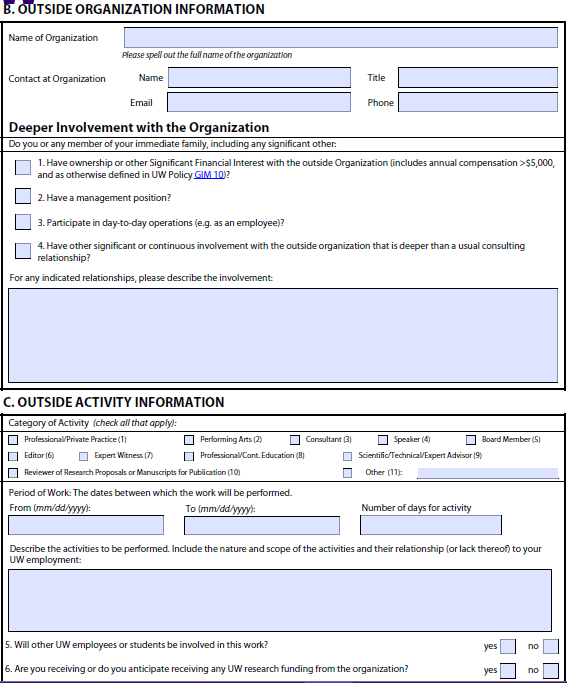 B. OUTSIDE ORGANIZATION INFORMATION
Name of Organization
Please spell out the full name of the organization
Contact at Organization Name Title
Email Phone
Deeper Involvement with the Organization
Do you or any member of your immediate family, including any significant other:
1. Have ownership or other Significant Financial Interest with the outside Organization (includes annual compensation >$5,000,
and as otherwise defined in UW Policy GIM 10)?
2. Have a management position?
3. Participate in day-to-day operations (e.g. as an employee)?
4. Have other significant or continuous involvement with the outside organization that is deeper than a usual consulting
relationship?
For any indicated relationships, please describe the involvement:
C. OUTSIDE ACTIVITY INFORMATION
Category of Activity (check all that apply):
Professional/Private Practice (1) Performing Arts (2) Consultant (3) Speaker (4) Board Member (5)
Editor (6) Expert Witness (7) Professional/Cont. Education (8) Scientific/Technical/Expert Advisor (9)
Reviewer of Research Proposals or Manuscripts for Publication (10) Other (11):
Period of Work: The dates between which the work will be performed.
From (mm/dd/yyyy): To (mm/dd/yyyy): Number of days for activity
Describe the activities to be performed. Include the nature and scope of the activities and their relationship (or lack thereof) to your
UW employment:
5. Will other UW employees or students be involved in this work? yes no
6. Are you receiving or do you anticipate receiving any UW research funding from the organization? yes no